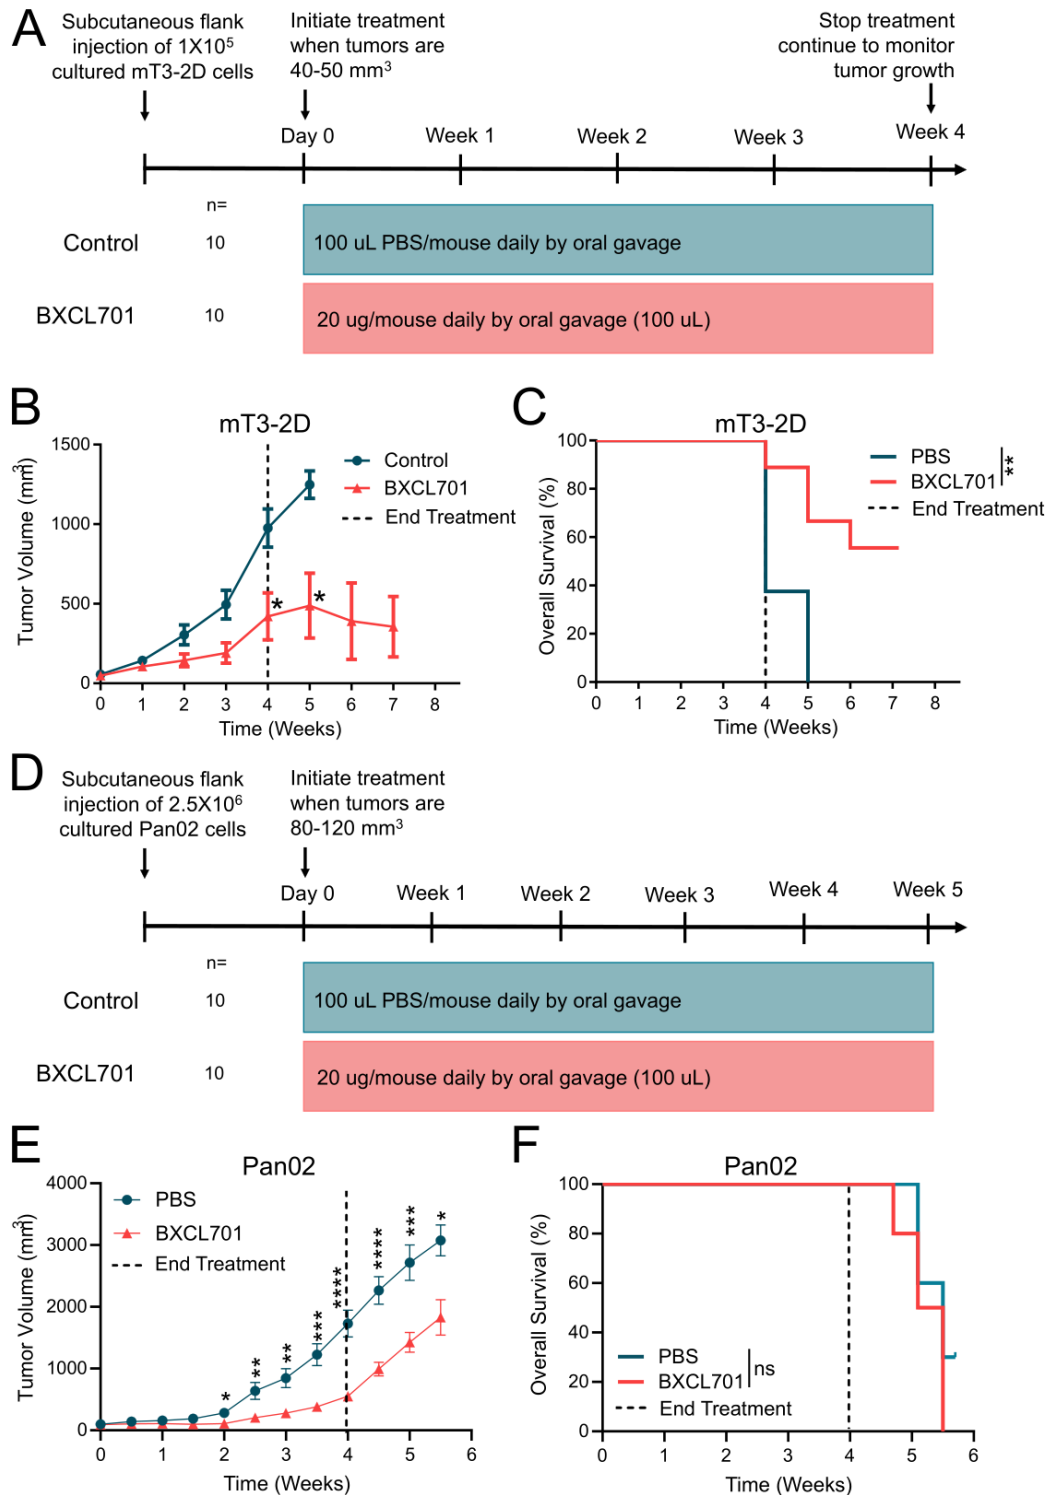 A
Subcutaneous flank
injection of 1X10⁵
cultured mT3-2D cells
Initiate treatment
when tumors are
40-50 mm³
Stop treatment
continue to monitor
tumor growth
Day 0
Week 1
Week 2
Week 3
Week 4
n=
Control
10
100 uL PBS/mouse daily by oral gavage
BXCL701
10
20 ug/mouse daily by oral gavage (100 uL)
B
mT3-2D
Tumor Volume (mm³)
1500
1000
500
0
Control
BXCL701
End Treatment
*
*
0 1 2 3 4 5 6 7 8
Time (Weeks)
C
mT3-2D
Overall Survival (%)
100
80
60
40
20
0
PBS
BXCL701
**
End Treatment
0 1 2 3 4 5 6 7 8
Time (Weeks)
D
Subcutaneous flank
injection of 2.5X10⁶
cultured Pan02 cells
Initiate treatment
when tumors are
80-120 mm³
Day 0
Week 1
Week 2
Week 3
Week 4
Week 5
n=
Control
10
100 uL PBS/mouse daily by oral gavage
BXCL701
10
20 ug/mouse daily by oral gavage (100 uL)
E
Pan02
Tumor Volume (mm³)
4000
3000
2000
1000
0
PBS
BXCL701
End Treatment
*
**
**
***
****
****
***
*
0 1 2 3 4 5 6
Time (Weeks)
F
Pan02
Overall Survival (%)
100
80
60
40
20
0
PBS
BXCL701
ns
End Treatment
0 1 2 3 4 5 6
Time (Weeks)